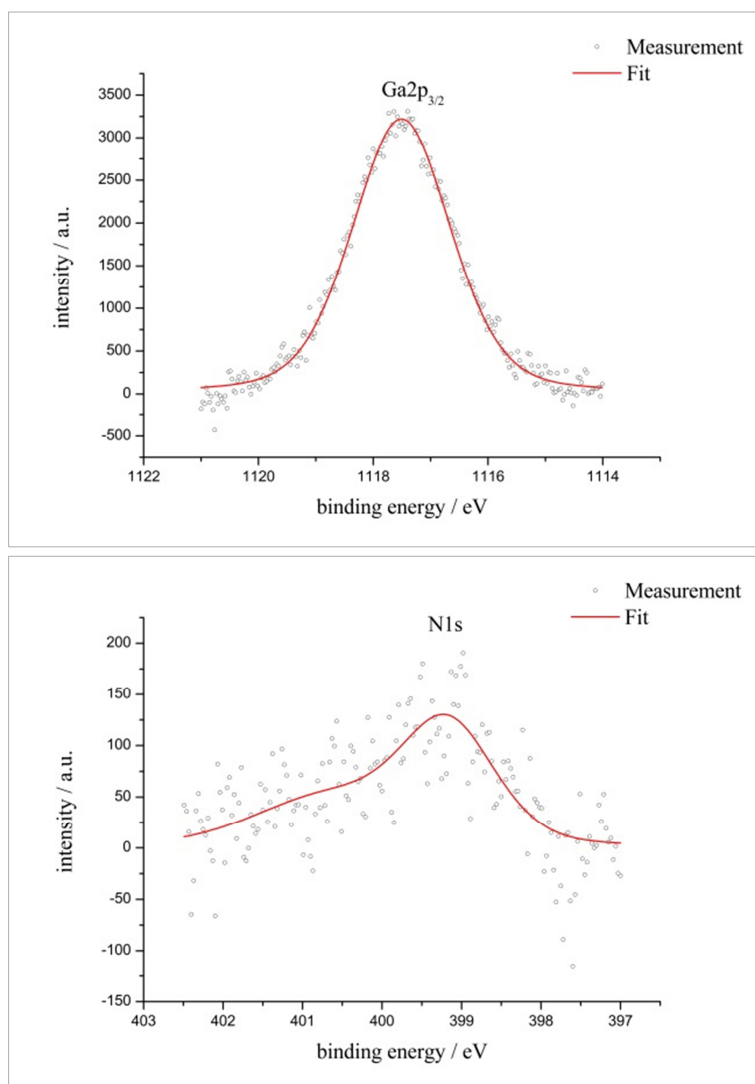 Measurement
Fit
Ga2p3/2
3500
3000
2500
2000
1500
1000
500
0
-500
intensity / a.u.
1122 1120 1118 1116 1114
binding energy / eV
Measurement
Fit
N1s
200
150
100
50
0
-50
-100
-150
intensity / a.u.
403 402 401 400 399 398 397
binding energy / eV